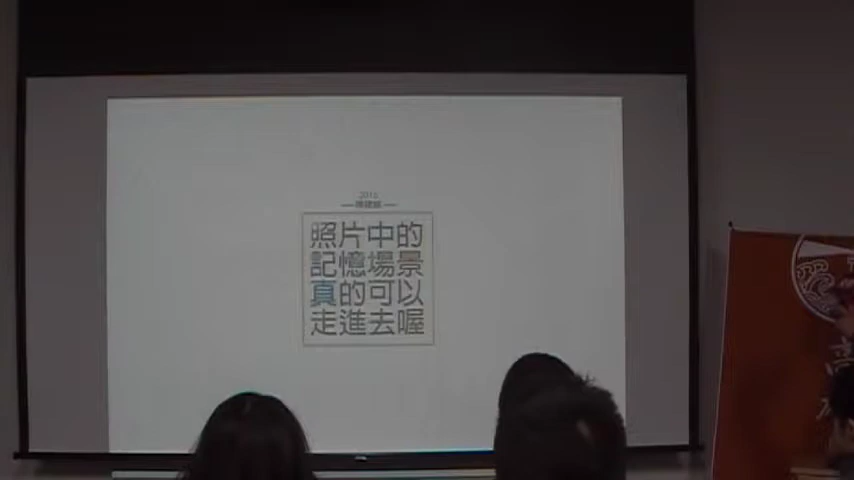 照片中的
記憶場景
真的可以
走進去喔